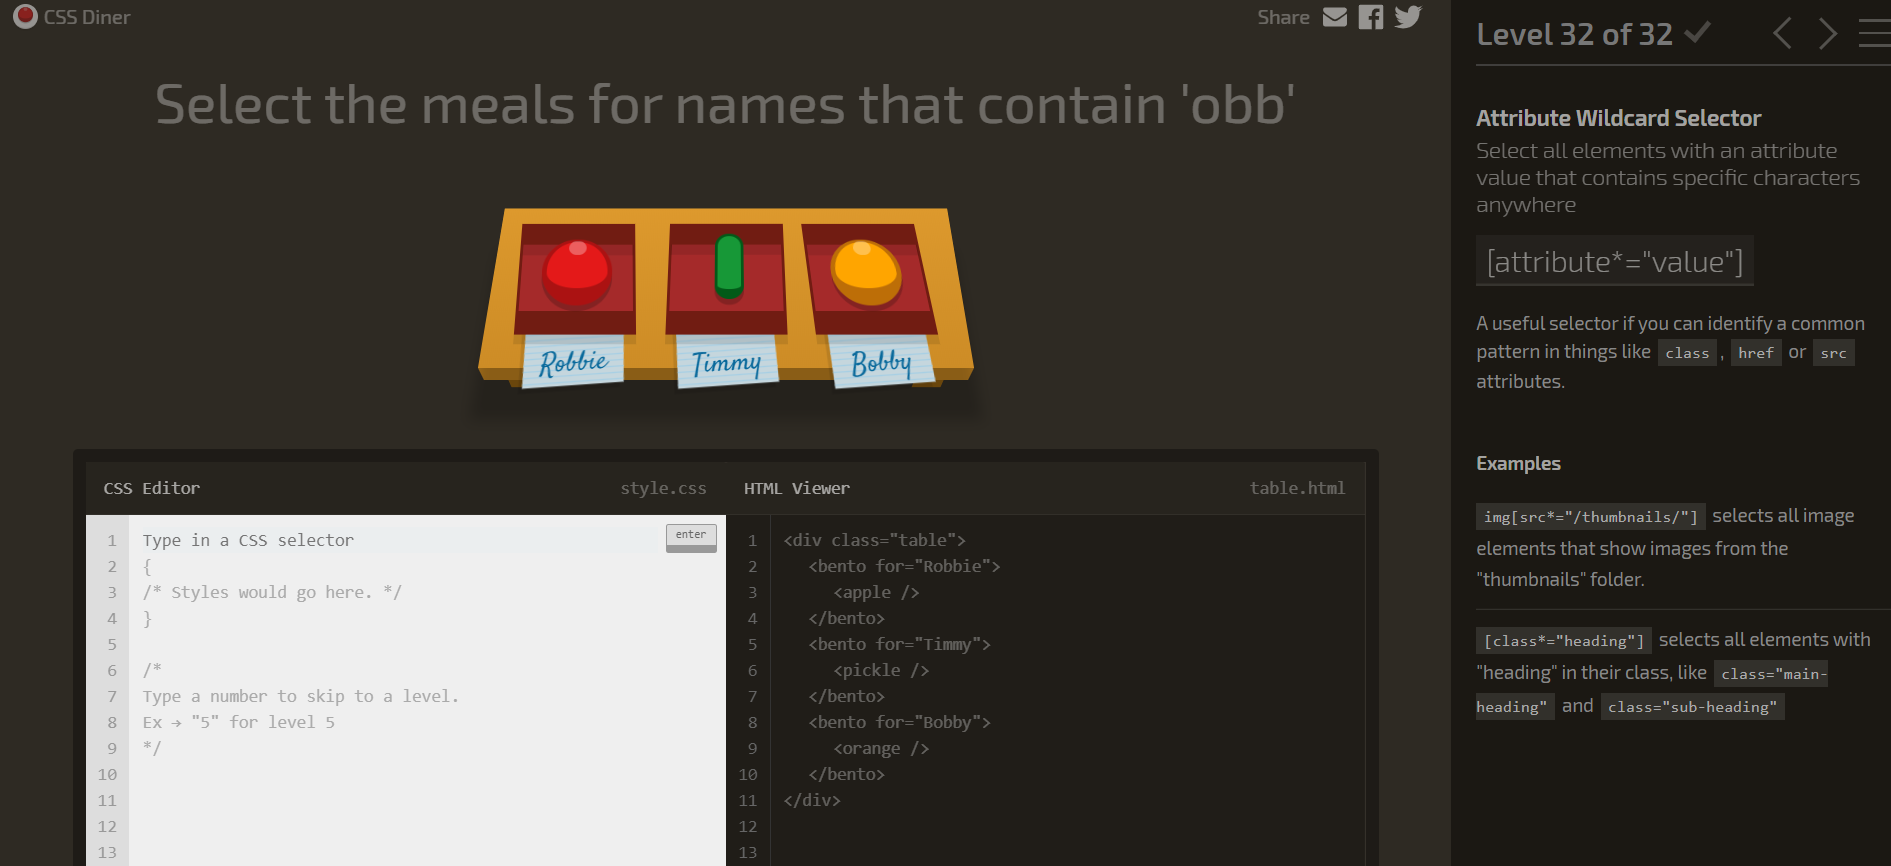 CSS Diner
Share
Select the meals for names that contain 'obb'
Robbie
Timmy
Bobby
CSS Editor
style.css
1 Type in a CSS selector
enter
2 {
3 /* Styles would go here. */
4 }
5
6 /*
7 Type a number to skip to a level.
8 Ex → "5" for level 5
9 */
10
11
12
13
HTML Viewer
table.html
1 <div class="table">
2 <bento for="Robbie">
3 <apple />
4 </bento>
5 <bento for="Timmy">
6 <pickle />
7 </bento>
8 <bento for="Bobby">
9 <orange />
10 </bento>
11 </div>
12
13
Level 32 of 32
Attribute Wildcard Selector
Select all elements with an attribute
value that contains specific characters
anywhere
[attribute*="value"]
A useful selector if you can identify a common
pattern in things like class , href or src
attributes.
Examples
img[src*="/thumbnails/"] selects all image
elements that show images from the
"thumbnails" folder.
[class*="heading"] selects all elements with
"heading" in their class, like class="main-
heading" and class="sub-heading"